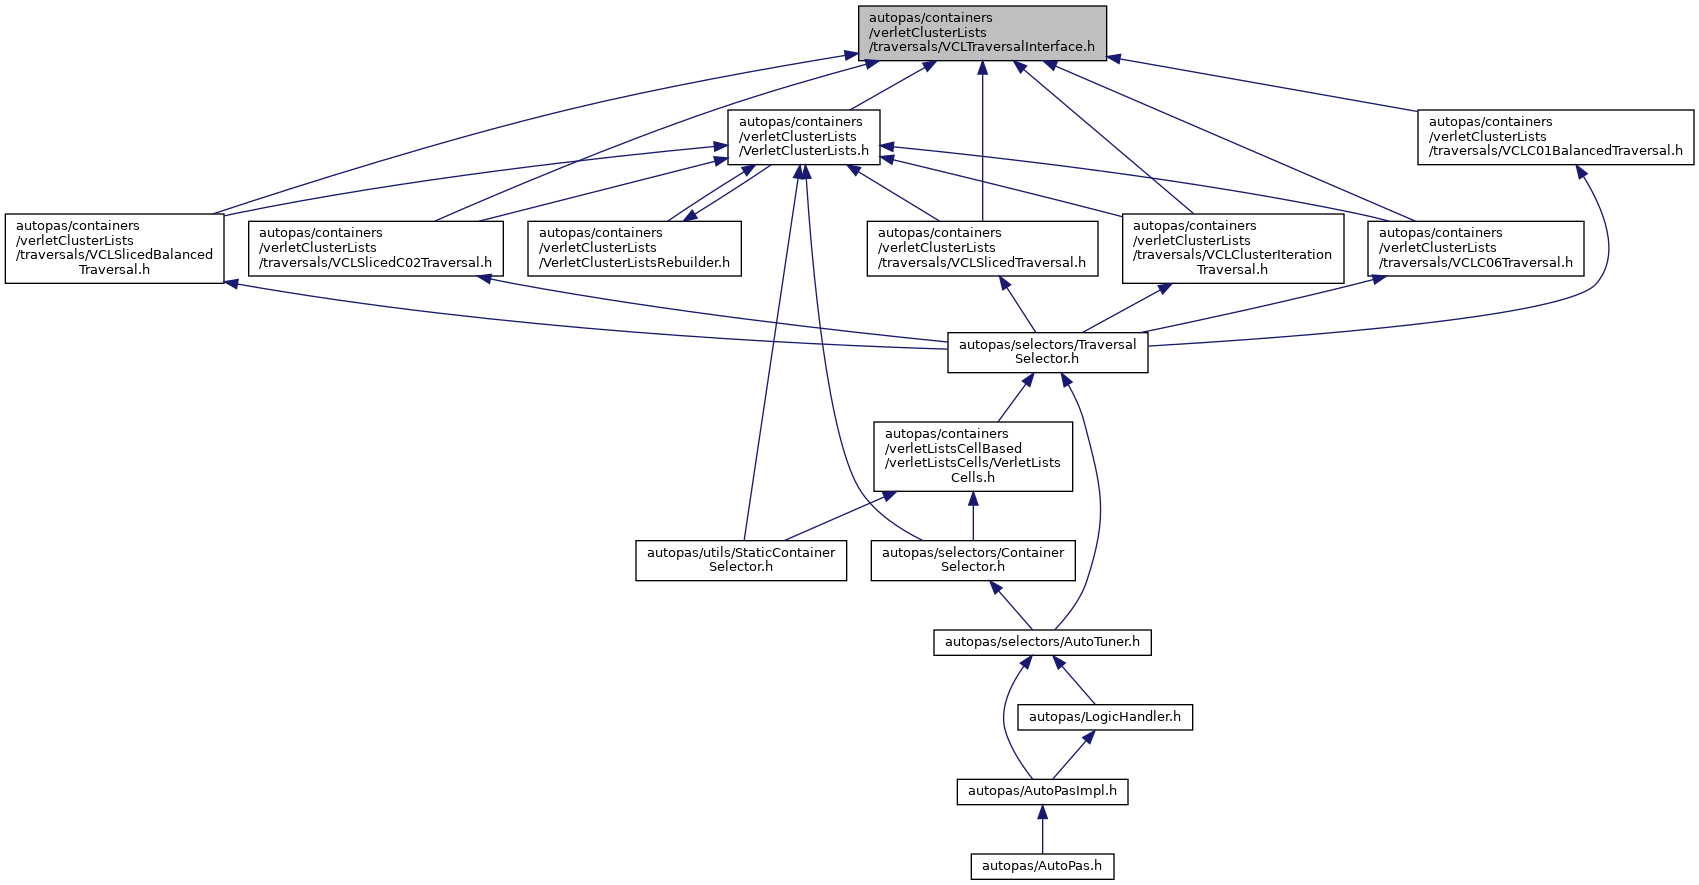 autopas/containers
/verletClusterLists
/traversals/VCLTraversalInterface.h
autopas/containers
/verletClusterLists
/VerletClusterLists.h
autopas/containers
/verletClusterLists
/traversals/VCLC01BalancedTraversal.h
autopas/containers
/verletClusterLists
/traversals/VCLSlicedBalanced
Traversal.h
autopas/containers
/verletClusterLists
/traversals/VCLSlicedC02Traversal.h
autopas/containers
/verletClusterLists
/VerletClusterListsRebuilder.h
autopas/containers
/verletClusterLists
/traversals/VCLSlicedTraversal.h
autopas/containers
/verletClusterLists
/traversals/VCLClusterIteration
Traversal.h
autopas/containers
/verletClusterLists
/traversals/VCLC06Traversal.h
autopas/selectors/Traversal
Selector.h
autopas/containers
/verletListsCellBased
/verletListsCells/VerletLists
Cells.h
autopas/utils/StaticContainer
Selector.h
autopas/selectors/Container
Selector.h
autopas/selectors/AutoTuner.h
autopas/LogicHandler.h
autopas/AutoPasImpl.h
autopas/AutoPas.h